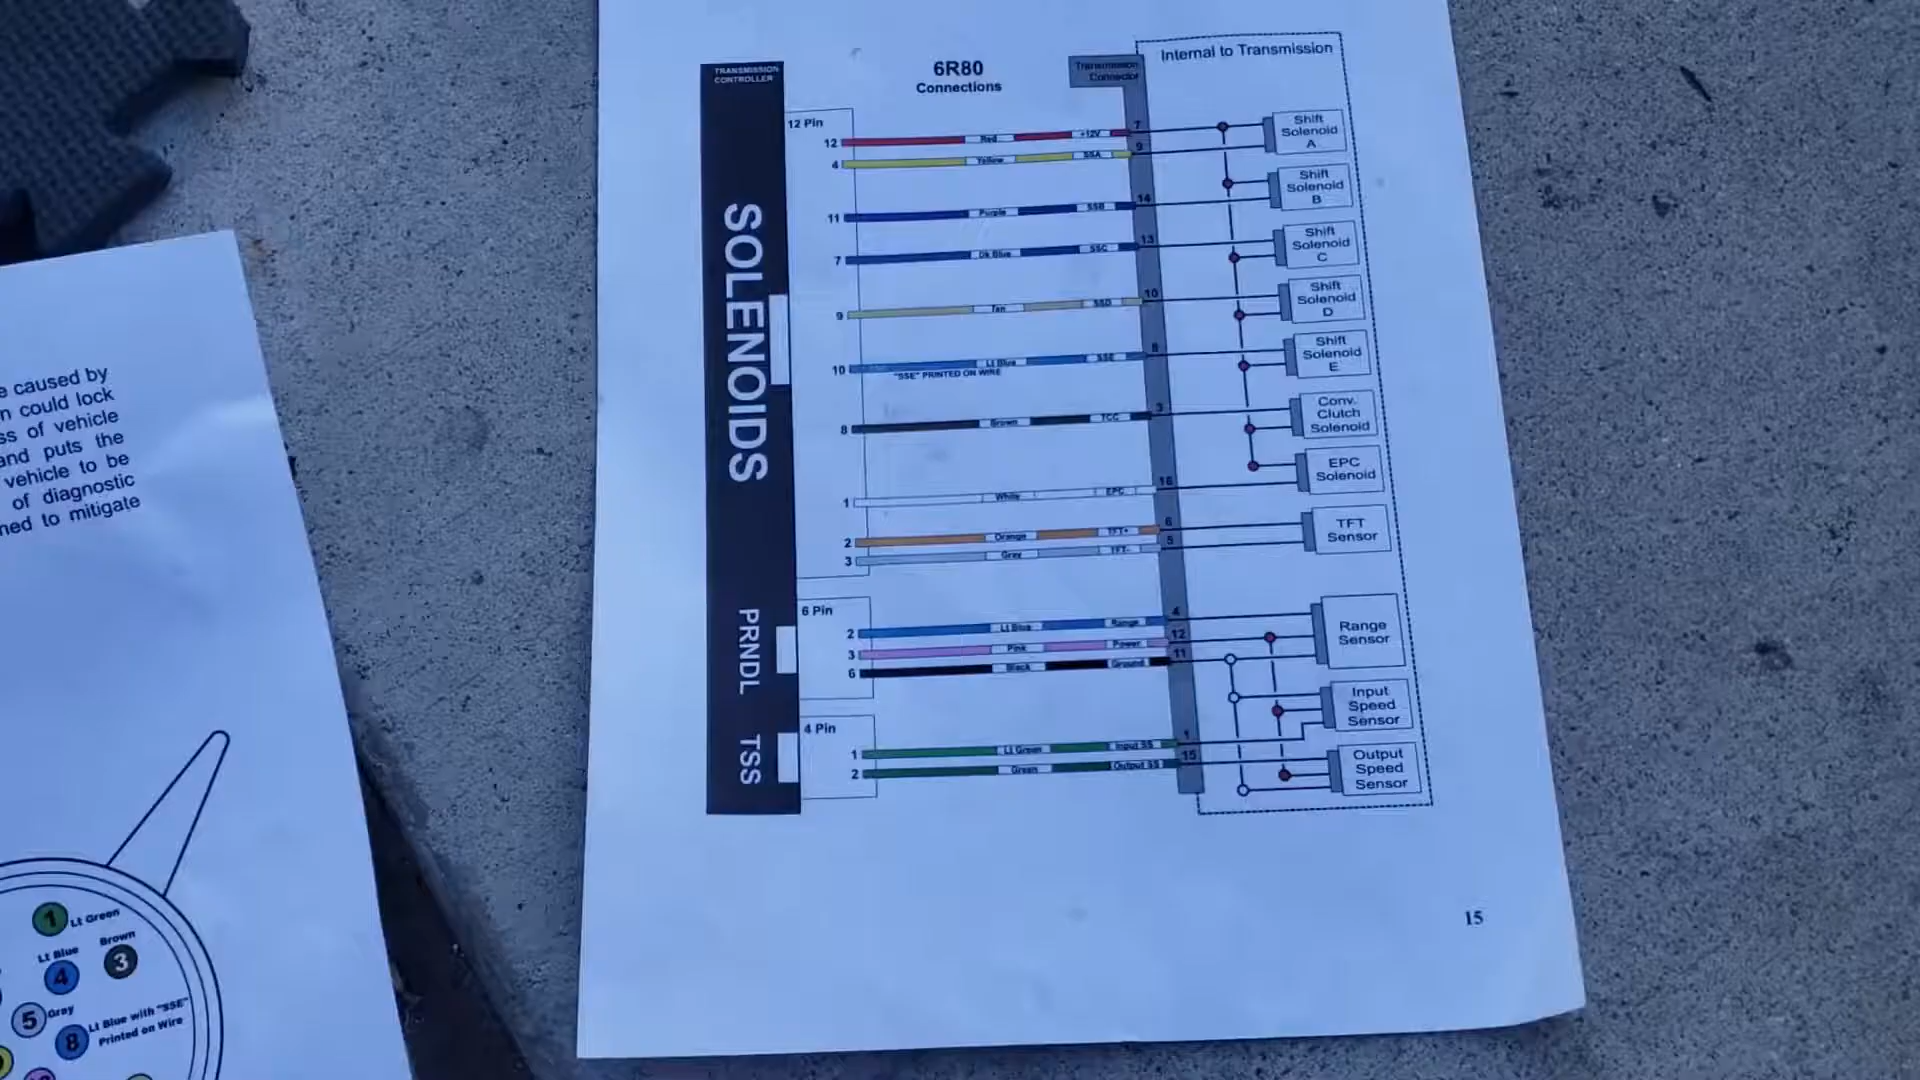 e caused by
n could lock
ss of vehicle
and puts the
vehicle to be
of diagnostic
ned to mitigate
1 Lt Green
Lt Blue
4
Brown
3
5 Gray
8 Lt Blue with "SSE"
Printed on Wire
TRANSMISSION
CONTROLLER
SOLENOIDS
PRNDL
TSS
6R80
Connections
Transmission
Connector
Internal to Transmission
12 Pin
12 Red +12V 7
4 Yellow SSA 9
Shift
Solenoid
A
11 Purple SSB 14
Shift
Solenoid
B
7 Dk Blue SSC 13
Shift
Solenoid
C
9 Tan SSD 10
Shift
Solenoid
D
10 Lt Blue SSE 8
"SSE" PRINTED ON WIRE
Shift
Solenoid
E
8 Brown TCC 3
Conv.
Clutch
Solenoid
1 White EPC 16
EPC
Solenoid
2 Orange TFT+ 6
3 Gray TFT- 5
TFT
Sensor
6 Pin
2 Lt Blue Range 4
3 Pink Power 12
6 Black Ground 11
Range
Sensor
Input
Speed
Sensor
4 Pin
1 Lt Green Input SS 1
2 Green Output SS 15
Output
Speed
Sensor
15